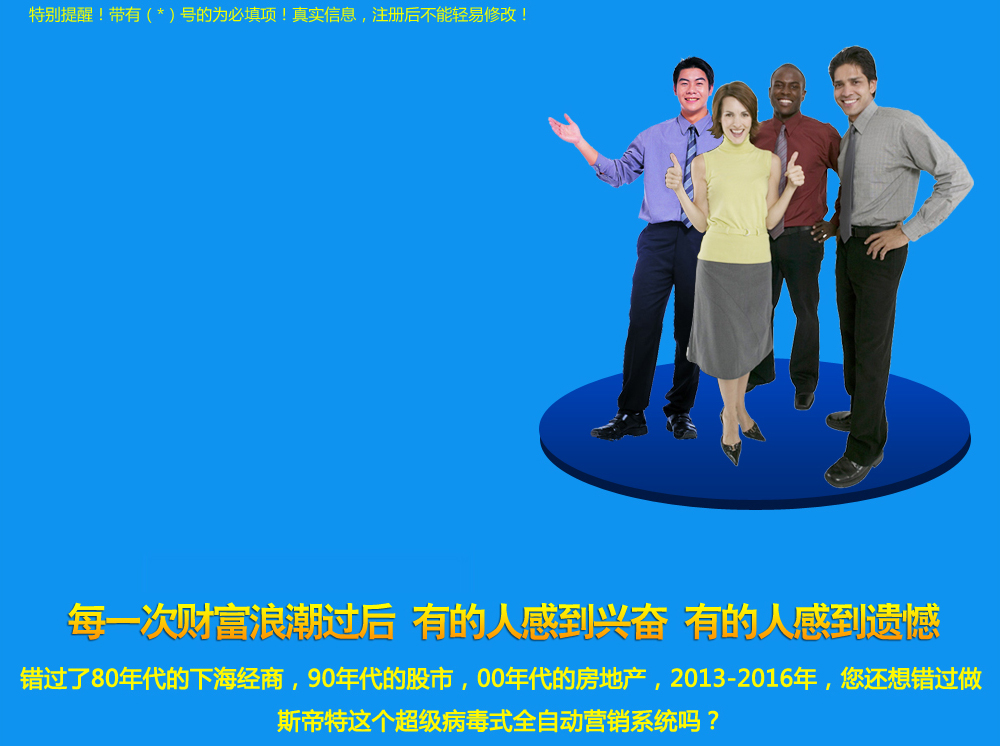 特别提醒！带有（*）号的为必填项！真实信息，注册后不能轻易修改！
每一次财富浪潮过后 有的人感到兴奋 有的人感到遗憾
错过了80年代的下海经商，90年代的股市，00年代的房地产，2013-2016年，您还想错过做
斯帝特这个超级病毒式全自动营销系统吗？